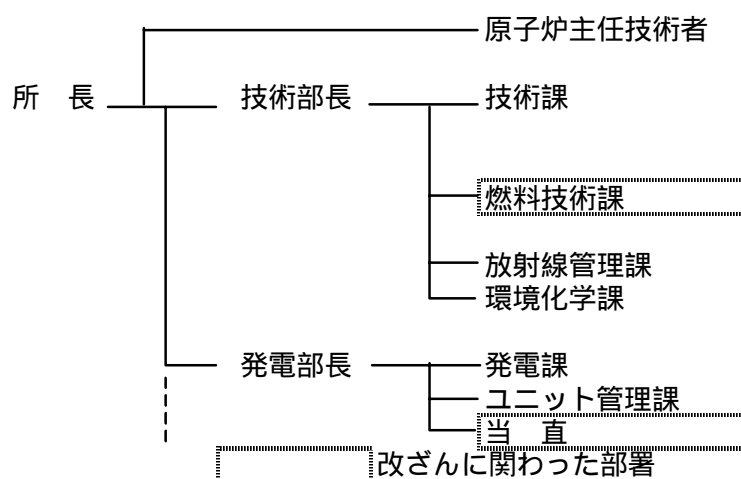 原子炉主任技術者
所　長　技術部長　技術課
燃料技術課
放射線管理課
環境化学課
発電部長　発電課
ユニット管理課
当　直
改ざんに関わった部署